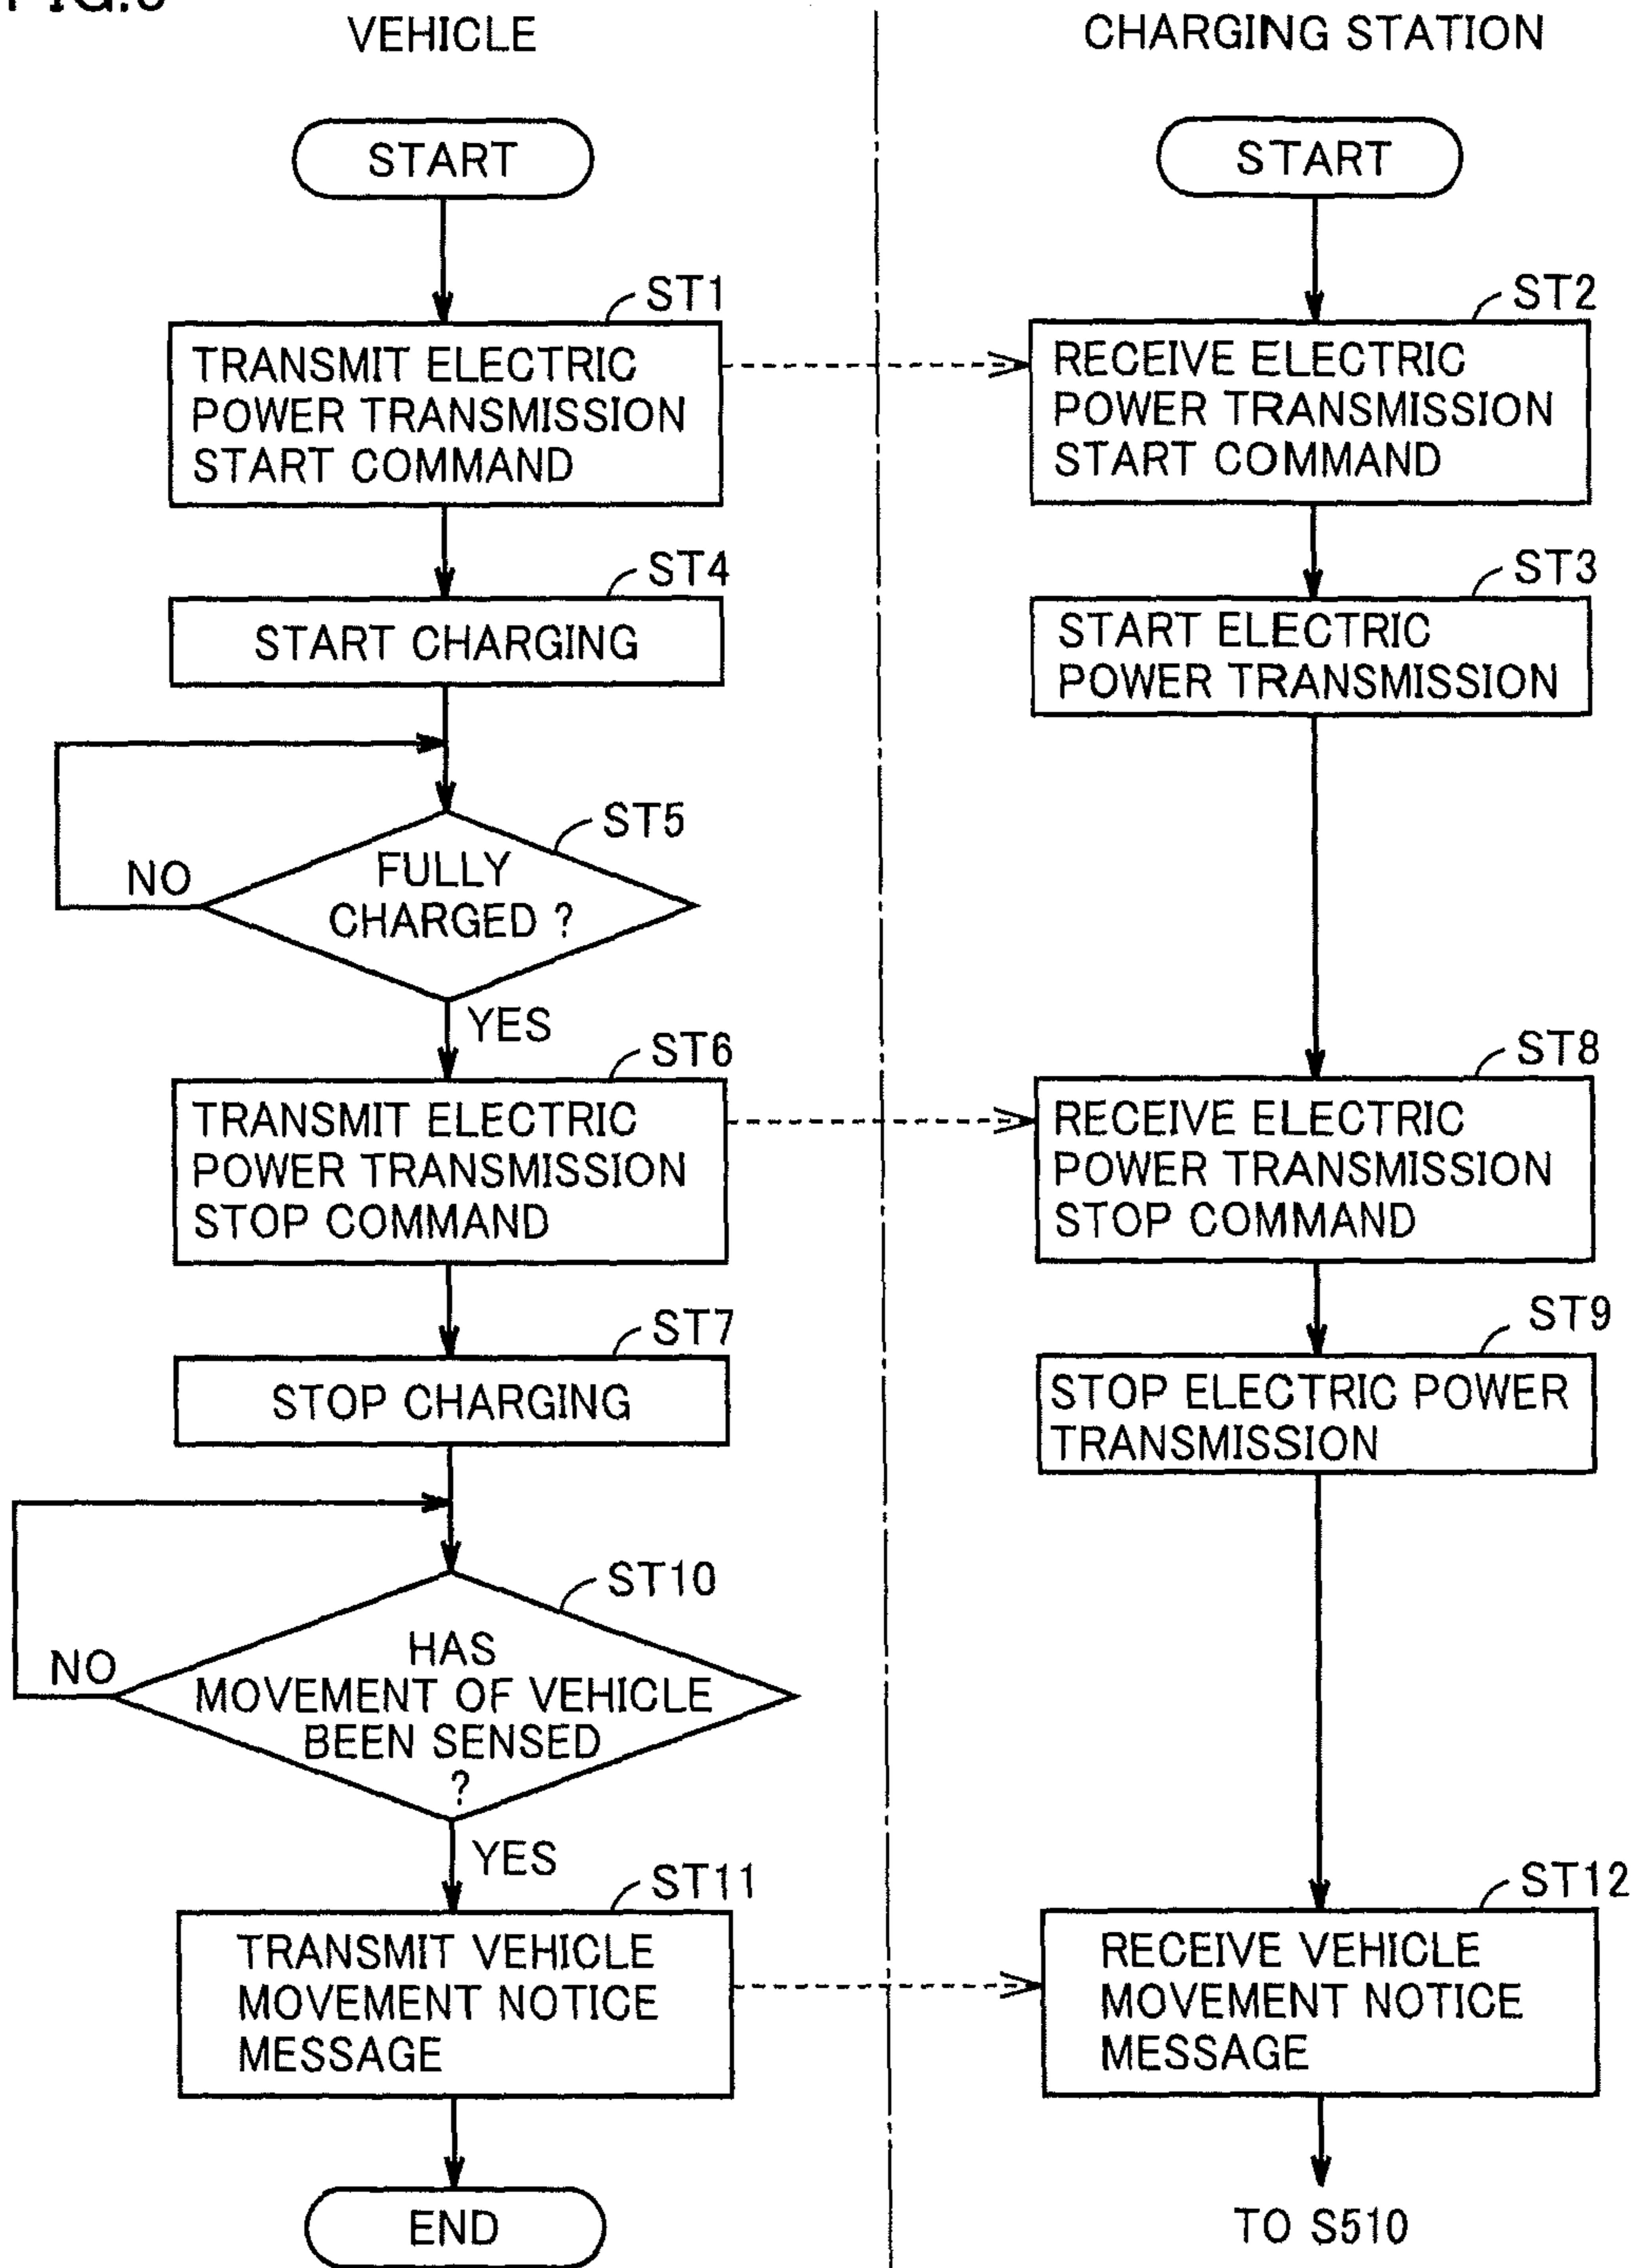 VEHICLE
START
ST1
TRANSMIT ELECTRIC
POWER TRANSMISSION
START COMMAND
ST4
START CHARGING
ST5
FULLY
CHARGED ?
NO
YES
ST6
TRANSMIT ELECTRIC
POWER TRANSMISSION
STOP COMMAND
ST7
STOP CHARGING
ST10
HAS
MOVEMENT OF VEHICLE
BEEN SENSED
?
NO
YES
ST11
TRANSMIT VEHICLE
MOVEMENT NOTICE
MESSAGE
END
CHARGING STATION
START
ST2
RECEIVE ELECTRIC
POWER TRANSMISSION
START COMMAND
ST3
START ELECTRIC
POWER TRANSMISSION
ST8
RECEIVE ELECTRIC
POWER TRANSMISSION
STOP COMMAND
ST9
STOP ELECTRIC POWER
TRANSMISSION
ST12
RECEIVE VEHICLE
MOVEMENT NOTICE
MESSAGE
TO S510